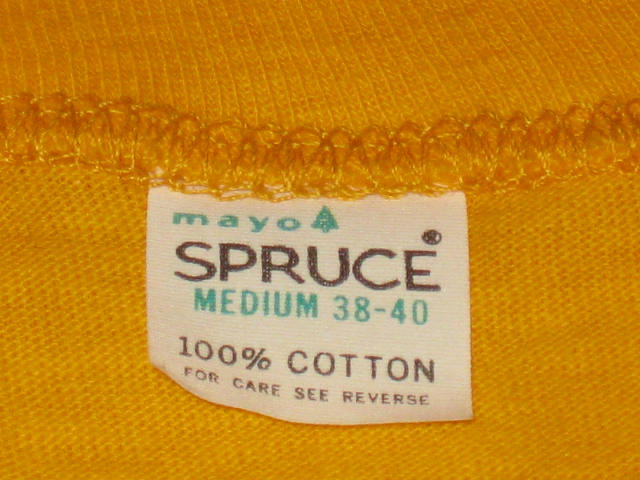 mayo
SPRUCE®
MEDIUM 38-40
100% COTTON
FOR CARE SEE REVERSE